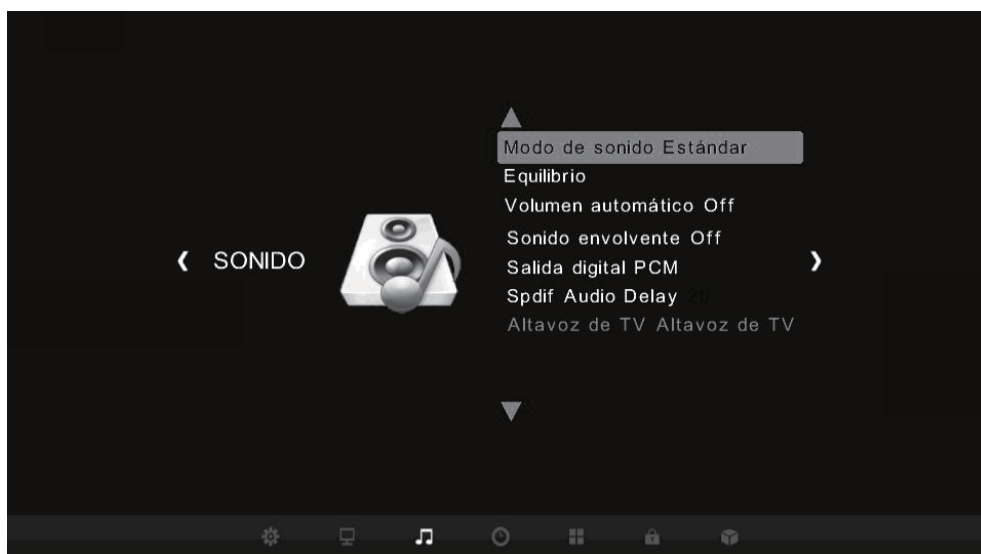 SONIDO
Modo de sonido Estándar
Equilibrio
Volumen automático Off
Sonido envolvente Off
Salida digital PCM
Spdif Audio Delay 20
Altavoz de TV Altavoz de TV